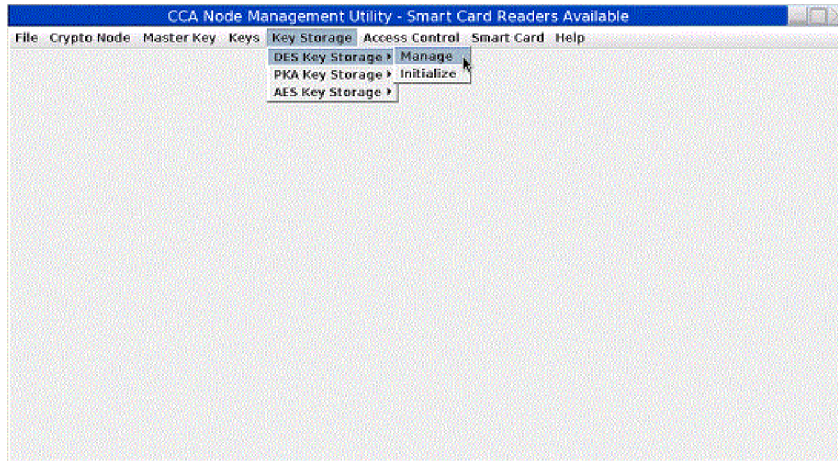 CCA Node Management Utility - Smart Card Readers Available
File Crypto Node Master Key Keys Key Storage Access Control Smart Card Help
DES Key Storage Manage
PKA Key Storage Initialize
AES Key Storage